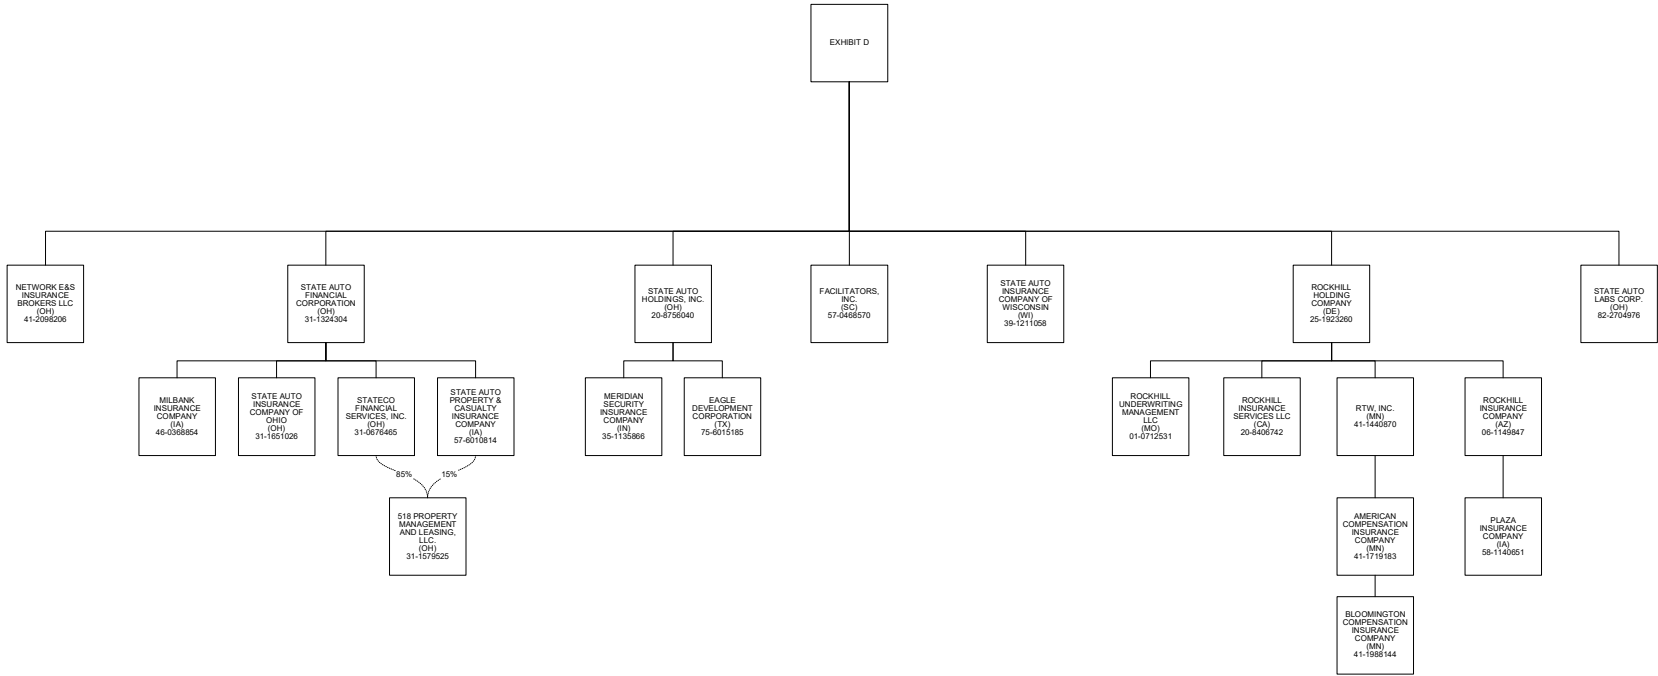 EXHIBIT D
NETWORK E&S
INSURANCE
BROKERS LLC
(OH)
41-2098206
STATE AUTO
FINANCIAL
CORPORATION
(OH)
31-1324304
STATE AUTO
HOLDINGS, INC.
(OH)
20-8756040
FACILITATORS,
INC.
(SC)
57-0468570
STATE AUTO
INSURANCE
COMPANY OF
WISCONSIN
(WI)
39-1211058
ROCKHILL
HOLDING
COMPANY
(DE)
25-1923260
STATE AUTO
LABS CORP.
(OH)
82-2704976
MILBANK
INSURANCE
COMPANY
(IA)
46-0368854
STATE AUTO
INSURANCE
COMPANY OF
OHIO
(OH)
31-1651026
STATECO
FINANCIAL
SERVICES, INC.
(OH)
31-0676465
STATE AUTO
PROPERTY &
CASUALTY
INSURANCE
COMPANY
(IA)
57-6010814
MERIDIAN
SECURITY
INSURANCE
COMPANY
(IN)
35-1135866
EAGLE
DEVELOPMENT
CORPORATION
(TX)
75-6015185
ROCKHILL
UNDERWRITING
MANAGEMENT
LLC
(MO)
01-0712531
ROCKHILL
INSURANCE
SERVICES LLC
(CA)
20-8406742
RTW, INC.
(MN)
41-1440870
ROCKHILL
INSURANCE
COMPANY
(AZ)
06-1149847
85%
15%
518 PROPERTY
MANAGEMENT
AND LEASING,
LLC.
(OH)
31-1579525
AMERICAN
COMPENSATION
INSURANCE
COMPANY
(MN)
41-1719183
PLAZA
INSURANCE
COMPANY
(IA)
58-1140651
BLOOMINGTON
COMPENSATION
INSURANCE
COMPANY
(MN)
41-1988144